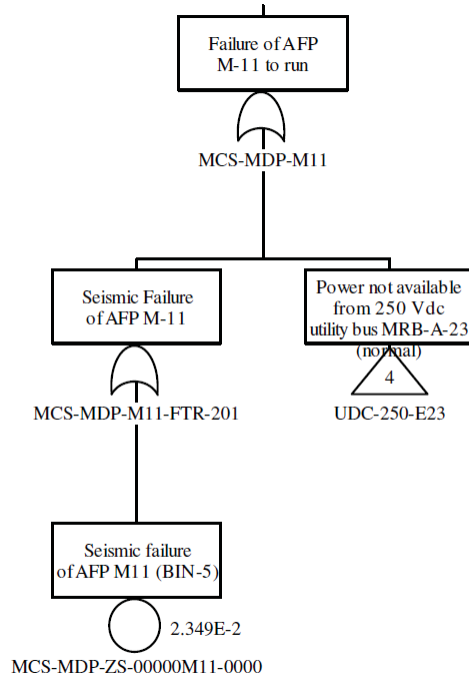 Failure of AFP
M-11 to run
MCS-MDP-M11
Seismic Failure
of AFP M-11
MCS-MDP-M11-FTR-201
Power not available
from 250 Vdc
utility bus MRB-A-23
(normal)
4
UDC-250-E23
Seismic failure
of AFP M11 (BIN-5)
2.349E-2
MCS-MDP-ZS-00000M11-0000